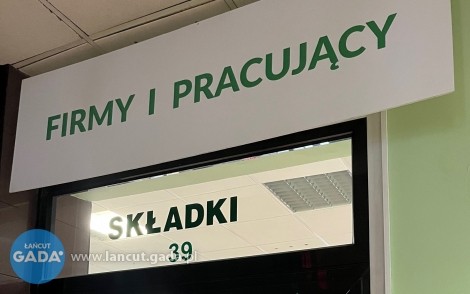 FIRMY I PRACUJĄCY
SKŁADKI
39
ŁAŃCUT
GADA
www.lancut.gada.pl